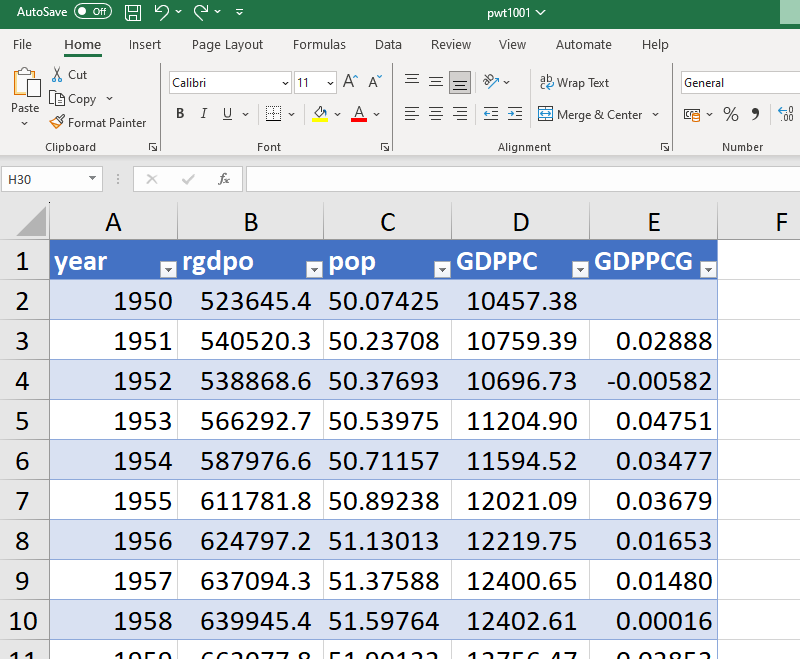 AutoSave Off pwt1001
File Home Insert Page Layout Formulas Data Review View Automate Help
Paste
Cut
Copy
Format Painter
Clipboard
Calibri 11 A A
B I U A
Font
Wrap Text
Merge & Center
Alignment
General
% 9 .00
Number
H30 fx
A B C D E F
1 year rgdpo pop GDPPC GDPPCG
2 1950 523645.4 50.07425 10457.38
3 1951 540520.3 50.23708 10759.39 0.02888
4 1952 538868.6 50.37693 10696.73 -0.00582
5 1953 566292.7 50.53975 11204.90 0.04751
6 1954 587976.6 50.71157 11594.52 0.03477
7 1955 611781.8 50.89238 12021.09 0.03679
8 1956 624797.2 51.13013 12219.75 0.01653
9 1957 637094.3 51.37588 12400.65 0.01480
10 1958 639945.4 51.59764 12402.61 0.00016